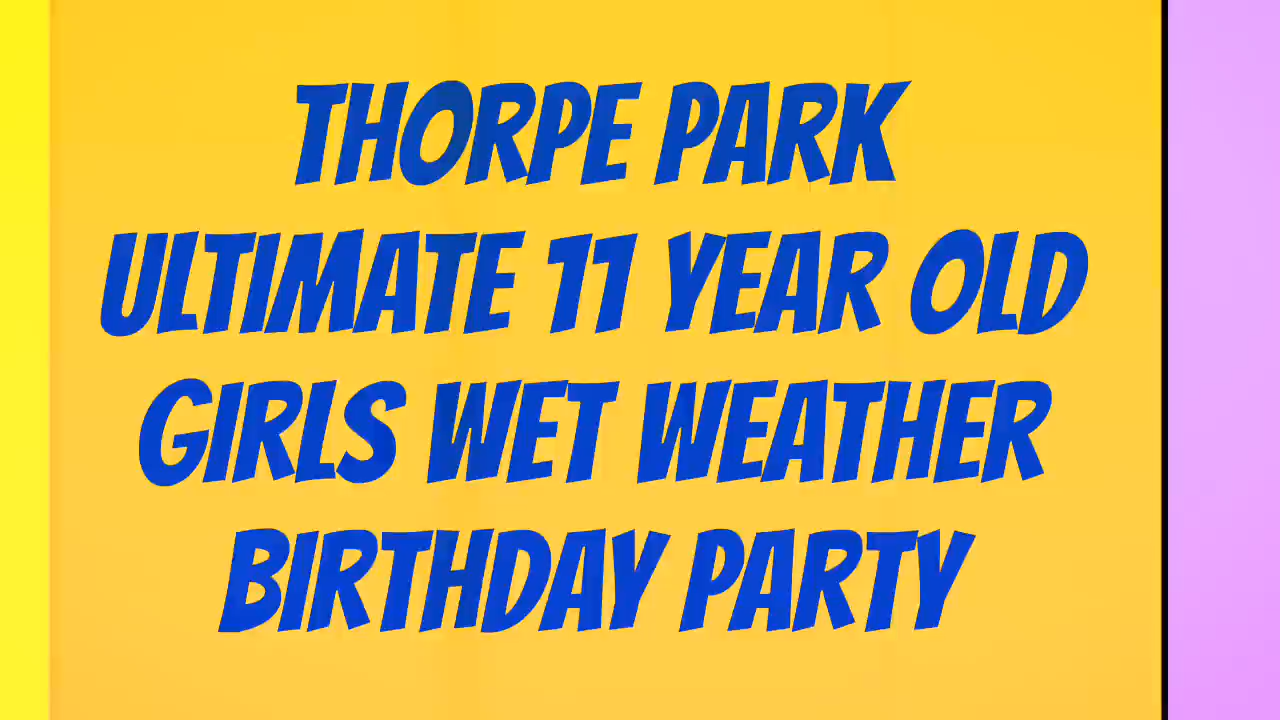 THORPE PARK
ULTIMATE 11 YEAR OLD
GIRLS WET WEATHER
BIRTHDAY PARTY